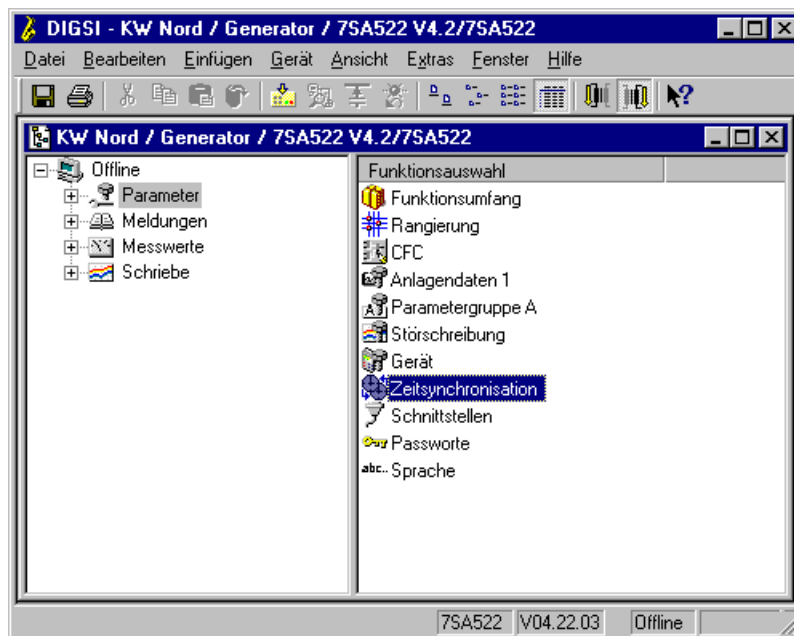 DIGSI - KW Nord / Generator / 7SA522 V4.2/7SA522
Datei Bearbeiten Einfügen Gerät Ansicht Extras Fenster Hilfe
KW Nord / Generator / 7SA522 V4.2/7SA522
Offline
Parameter
Meldungen
Messwerte
Schriebe
Funktionsauswahl
Funktionsumfang
Rangierung
CFC
Anlagendaten 1
Parametergruppe A
Störschreibung
Gerät
Zeitsynchronisation
Schnittstellen
Passworte
abc.. Sprache
7SA522 V04.22.03 Offline